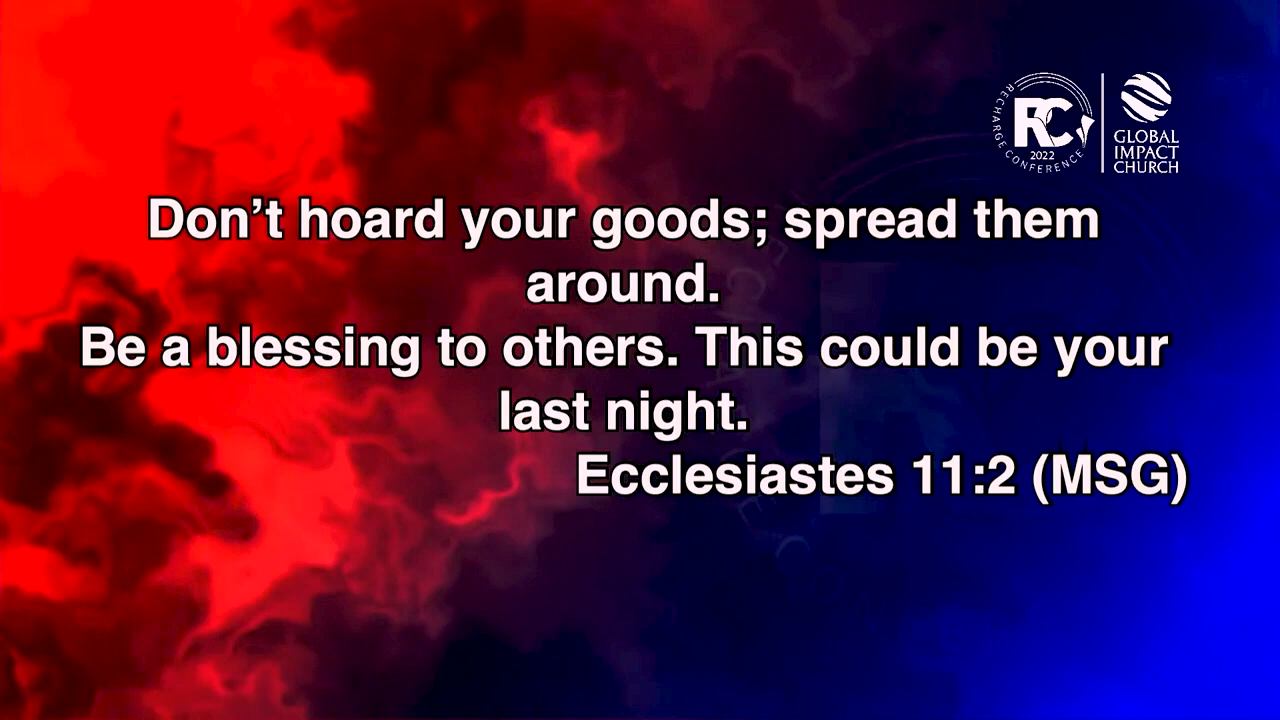 RECHARGE CONFERENCE
RC
2022
GLOBAL
IMPACT
CHURCH
Don’t hoard your goods; spread them
around.
Be a blessing to others. This could be your
last night.
Ecclesiastes 11:2 (MSG)